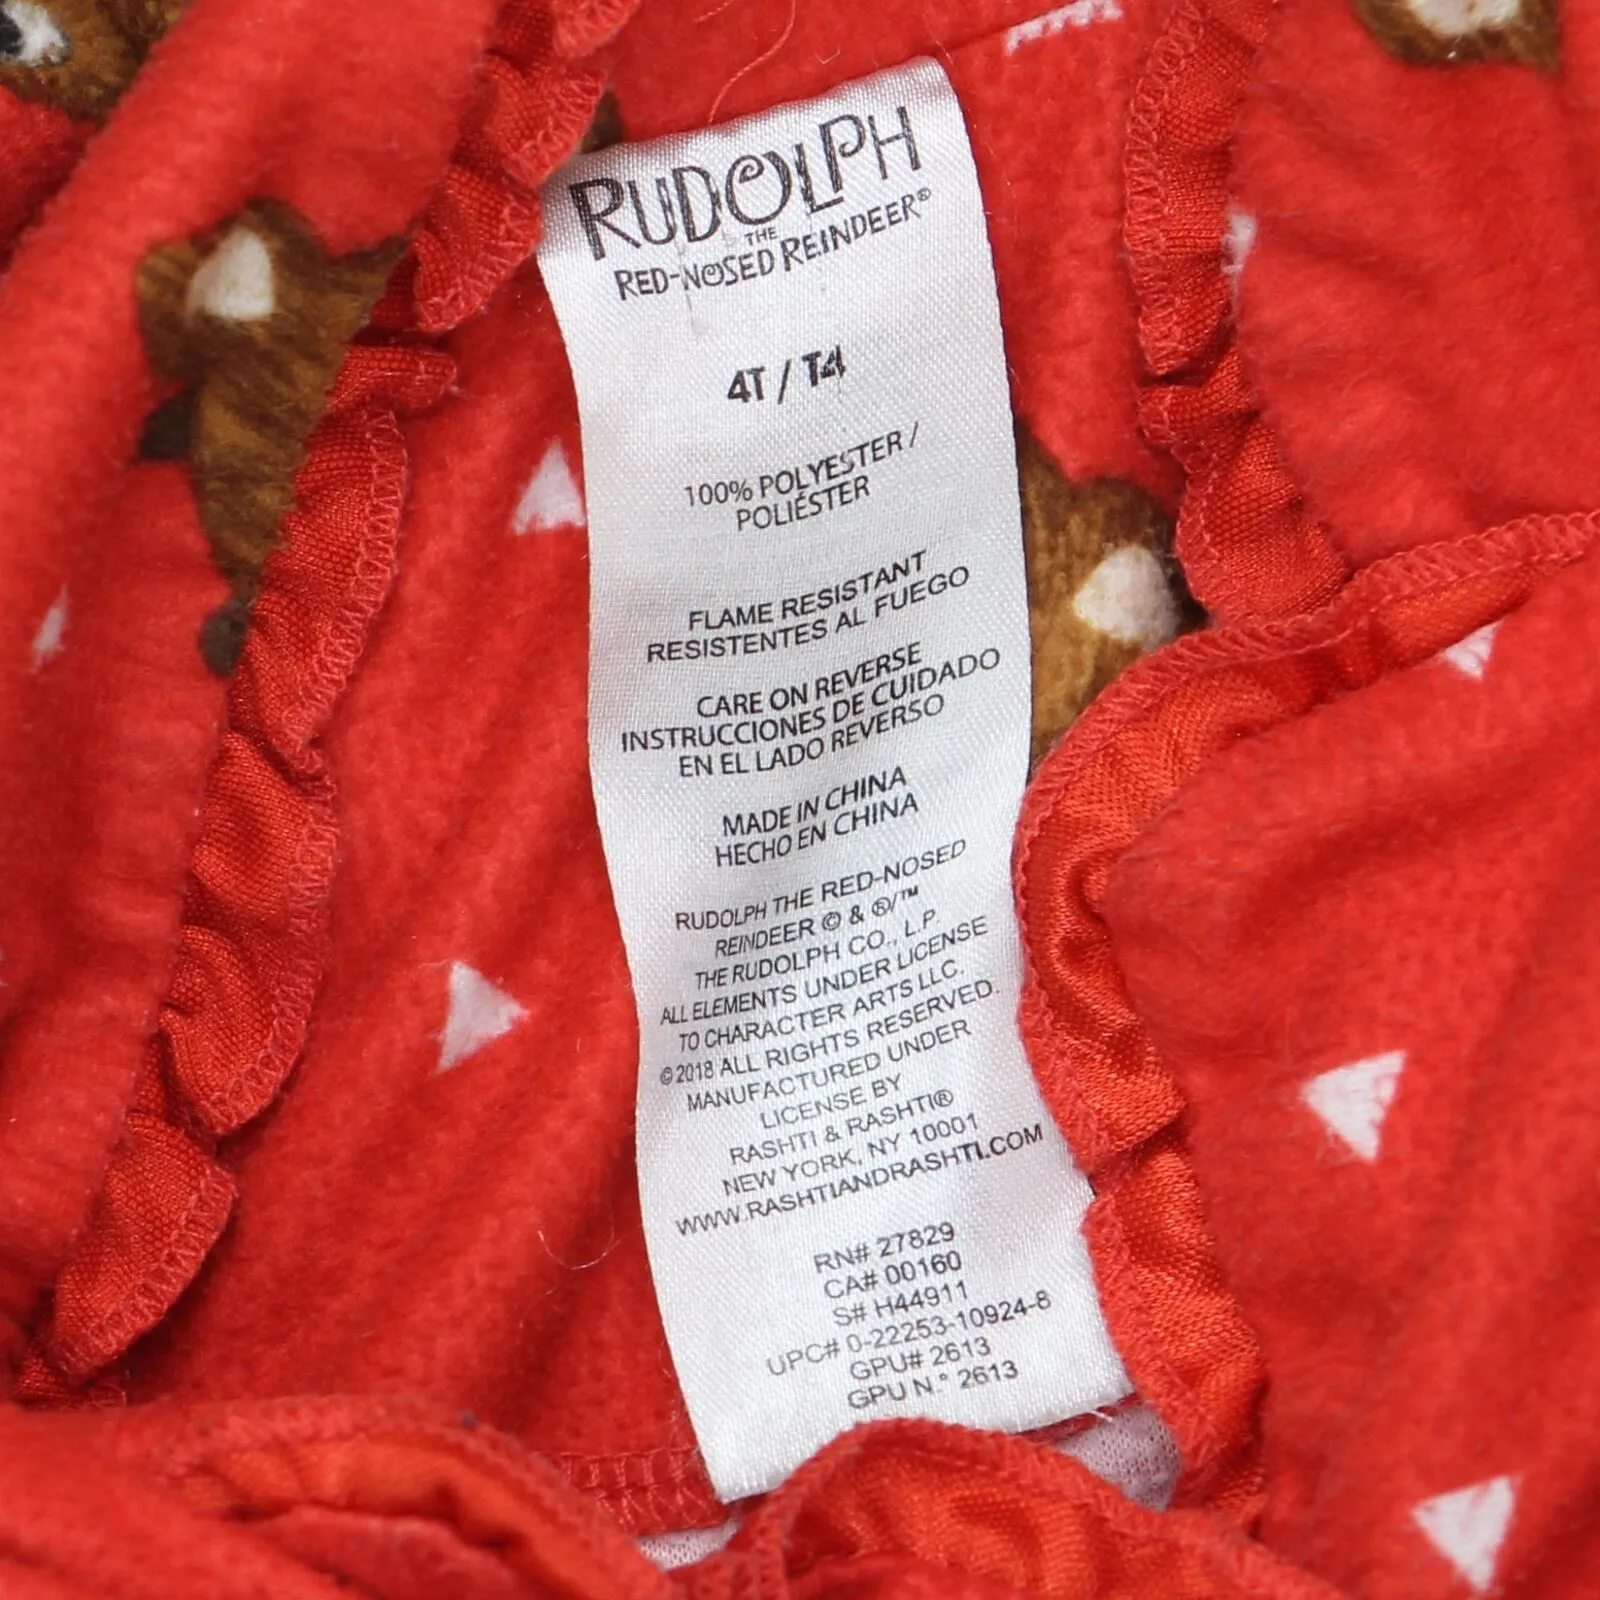 RUDOLPH
THE
RED-NOSED REINDEER®
4T / T4
100% POLYESTER /
POLIÉSTER
FLAME RESISTANT
RESISTENTES AL FUEGO
CARE ON REVERSE
INSTRUCCIONES DE CUIDADO
EN EL LADO REVERSO
MADE IN CHINA
HECHO EN CHINA
RUDOLPH THE RED-NOSED
REINDEER © & ®/™
THE RUDOLPH CO., L.P.
ALL ELEMENTS UNDER LICENSE
TO CHARACTER ARTS LLC.
©2018 ALL RIGHTS RESERVED.
MANUFACTURED UNDER
LICENSE BY
RASHTI & RASHTI®
NEW YORK, NY 10001
WWW.RASHTIANDRASHTI.COM
RN# 27829
CA# 00160
S# H44911
UPC# 0-22253-10924-8
GPU# 2613
GPU N.° 2613